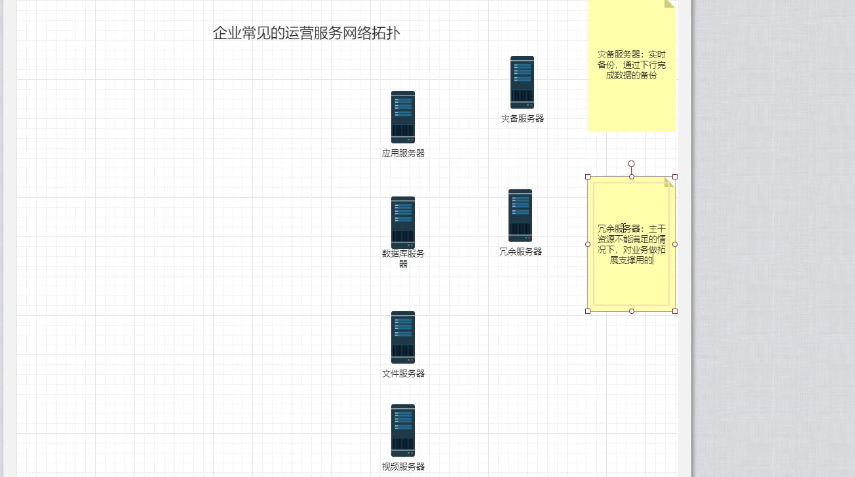 企业常见的运营服务网络拓扑
灾备服务器：实时
备份，通过下行完
成数据的备份
灾备服务器
应用服务器
冗余服务器：主干
资源不能满足的情
况下，对业务做拓
展支撑用的
冗余服务器
数据库服务
器
文件服务器
视频服务器